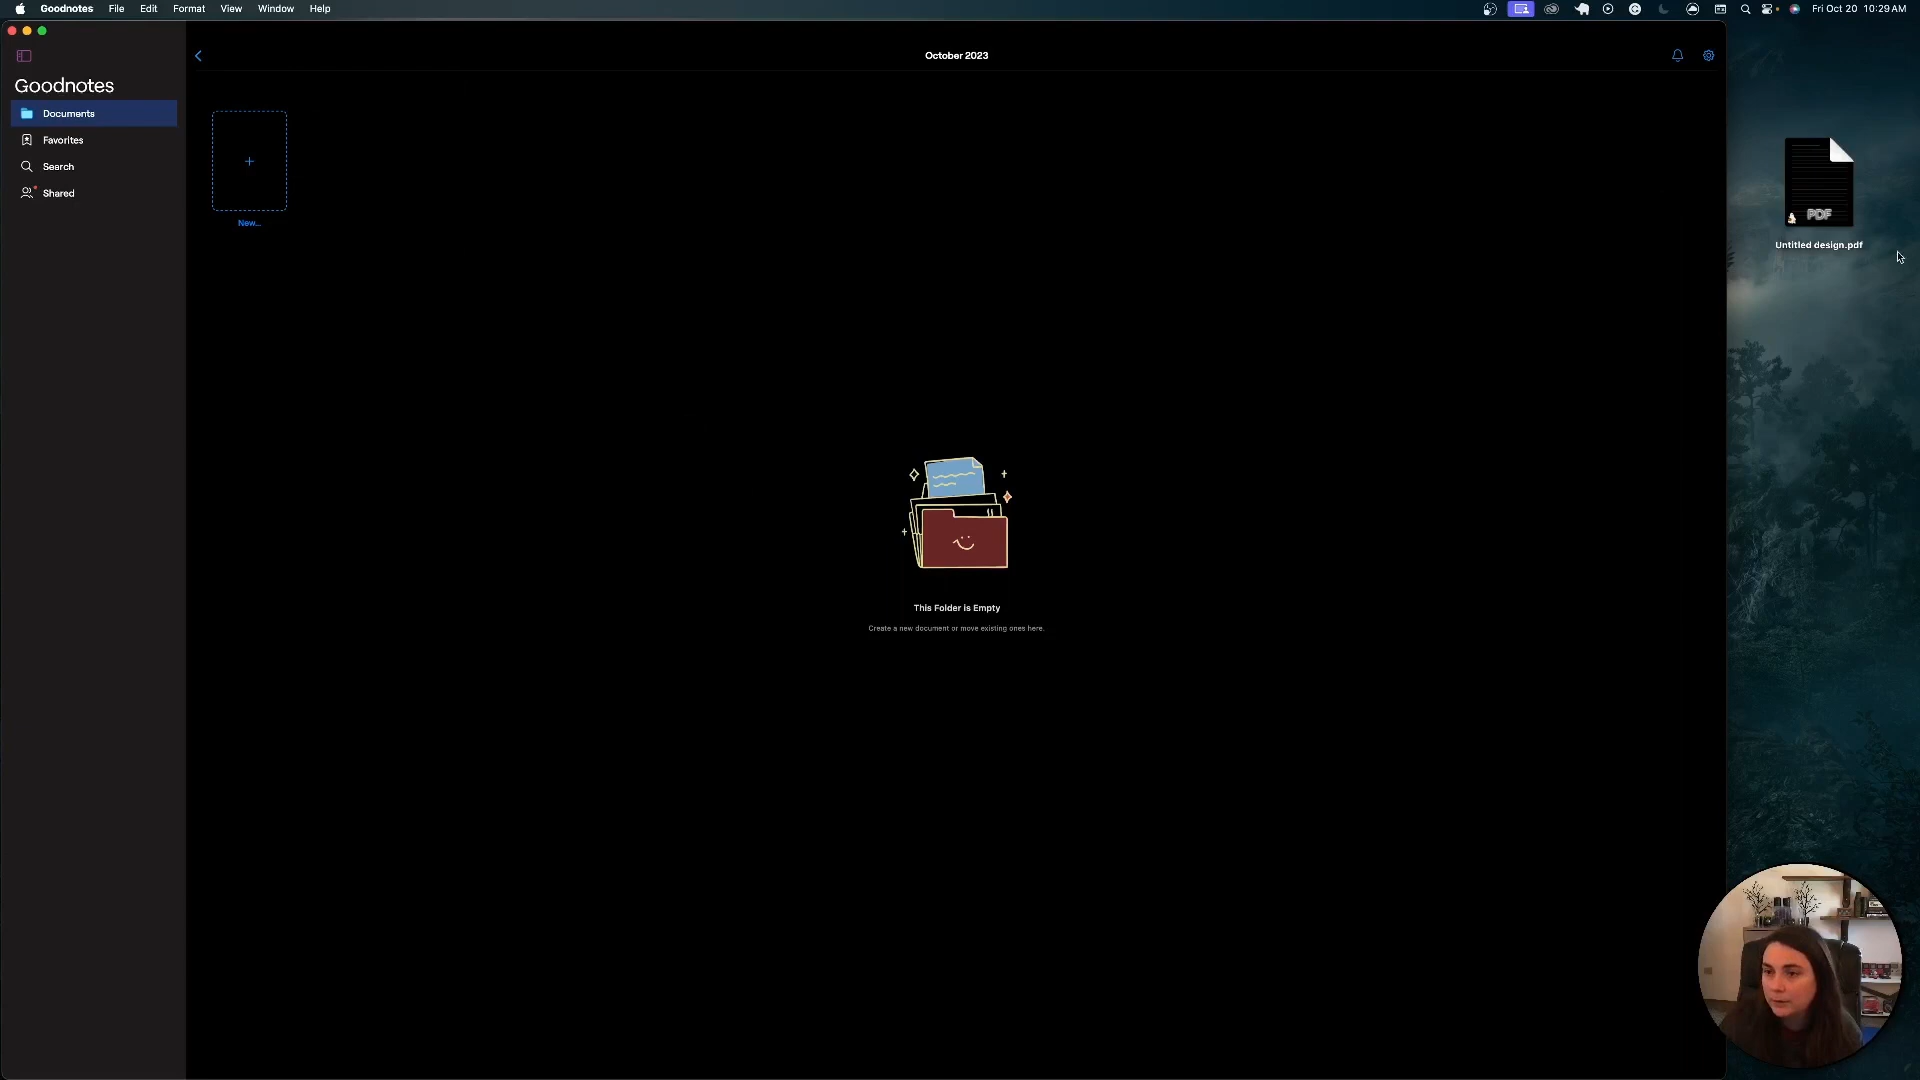 Goodnotes File Edit Format View Window Help
Fri Oct 20 10:29 AM
October 2023
Goodnotes
Documents
Favorites
Search
Shared
New...
PDF
Untitled design.pdf
This Folder is Empty
Create a new document or move existing ones here.